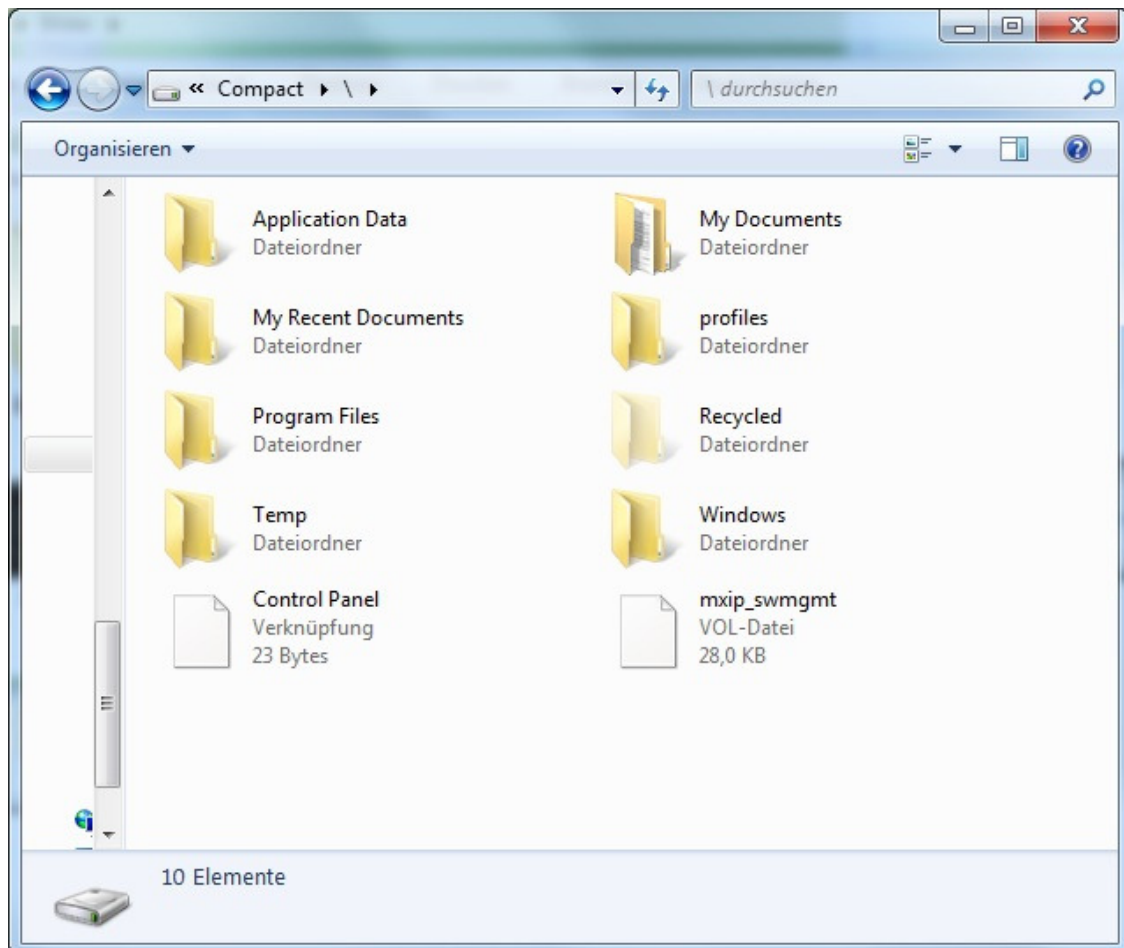 « Compact \
\ durchsuchen
Organisieren
Application Data
Dateiordner
My Documents
Dateiordner
My Recent Documents
Dateiordner
profiles
Dateiordner
Program Files
Dateiordner
Recycled
Dateiordner
Temp
Dateiordner
Windows
Dateiordner
Control Panel
Verknüpfung
23 Bytes
mxip_swmgmt
VOL-Datei
28,0 KB
10 Elemente